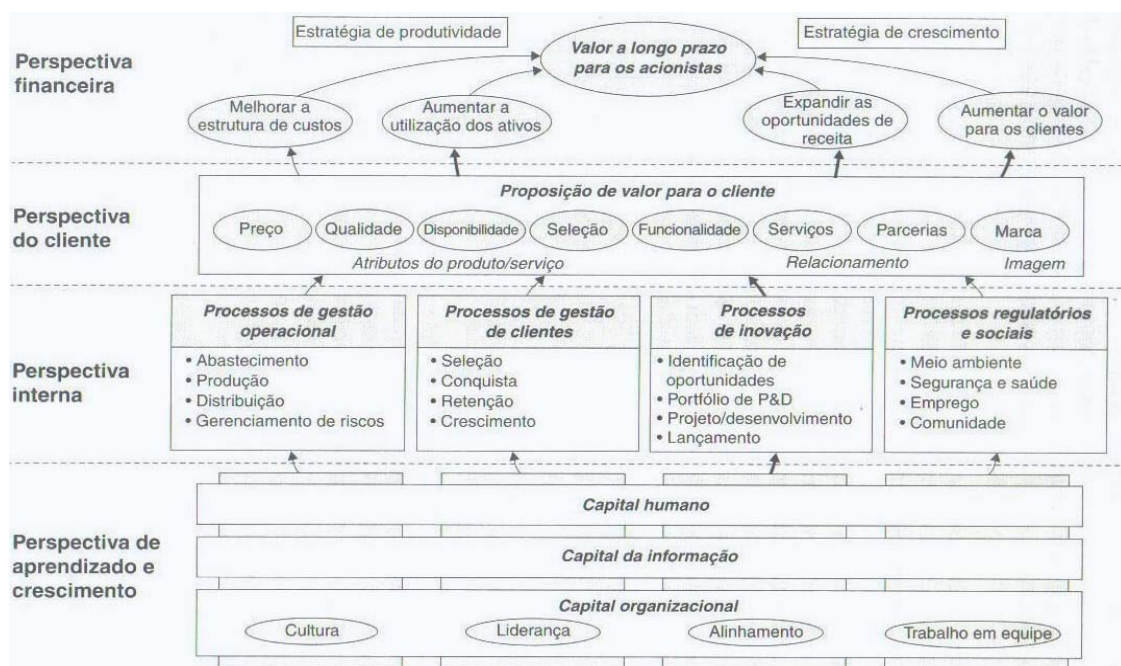 Perspectiva
financeira
Estratégia de produtividade
Valor a longo prazo
para os acionistas
Estratégia de crescimento
Melhorar a
estrutura de custos
Aumentar a
utilização dos ativos
Expandir as
oportunidades de
receita
Aumentar o valor
para os clientes
Perspectiva
do cliente
Proposição de valor para o cliente
Preço
Qualidade
Disponibilidade
Seleção
Funcionalidade
Serviços
Parcerias
Marca
Atributos do produto/serviço
Relacionamento
Imagem
Perspectiva
interna
Processos de gestão
operacional
• Abastecimento
• Produção
• Distribuição
• Gerenciamento de riscos
Processos de gestão
de clientes
• Seleção
• Conquista
• Retenção
• Crescimento
Processos
de inovação
• Identificação de
oportunidades
• Portfólio de P&D
• Projeto/desenvolvimento
• Lançamento
Processos regulatórios
e sociais
• Meio ambiente
• Segurança e saúde
• Emprego
• Comunidade
Perspectiva de
aprendizado e
crescimento
Capital humano
Capital da informação
Capital organizacional
Cultura
Liderança
Alinhamento
Trabalho em equipe